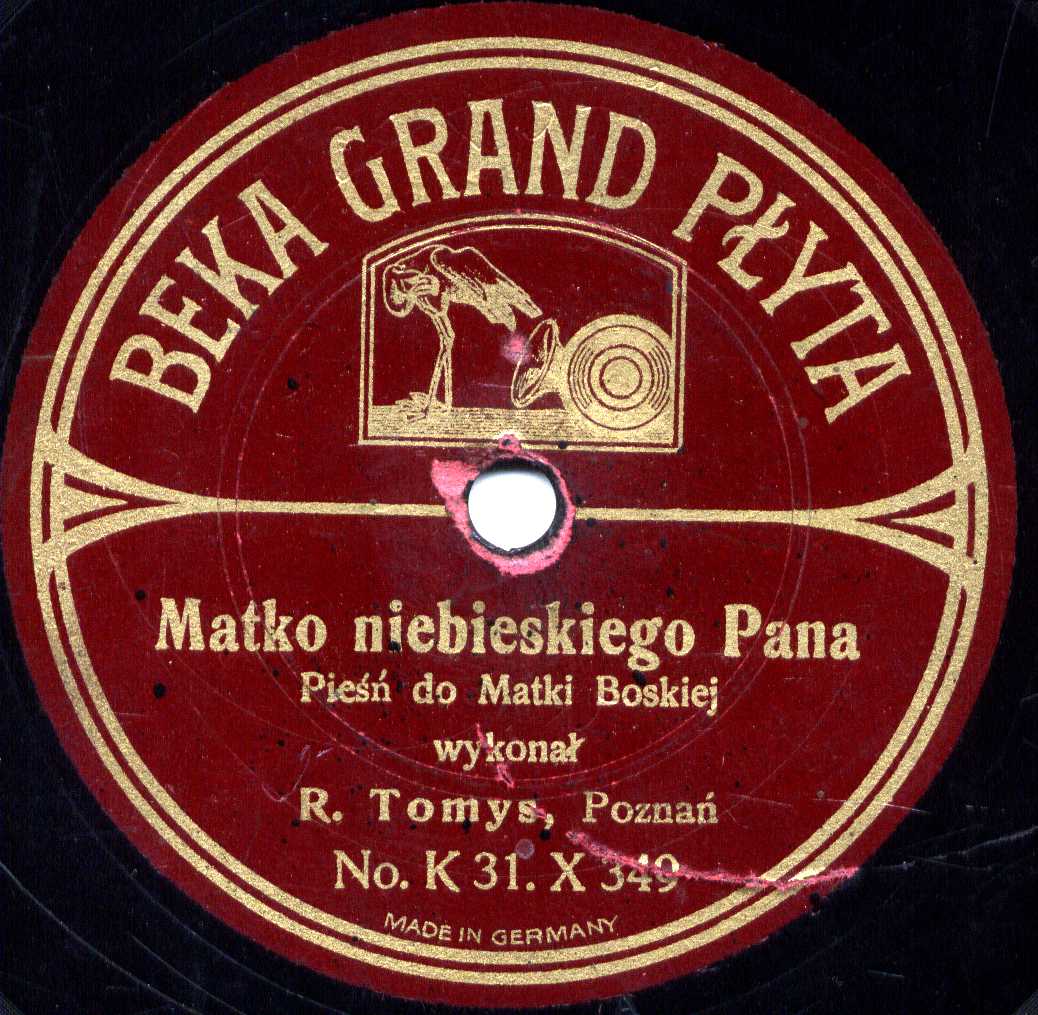 BEKA GRAND PŁYTA
Matko niebieskiego Pana
Pieśń do Matki Boskiej
wykonał
R. Tomys, Poznań
No. K 31. X 349
MADE IN GERMANY